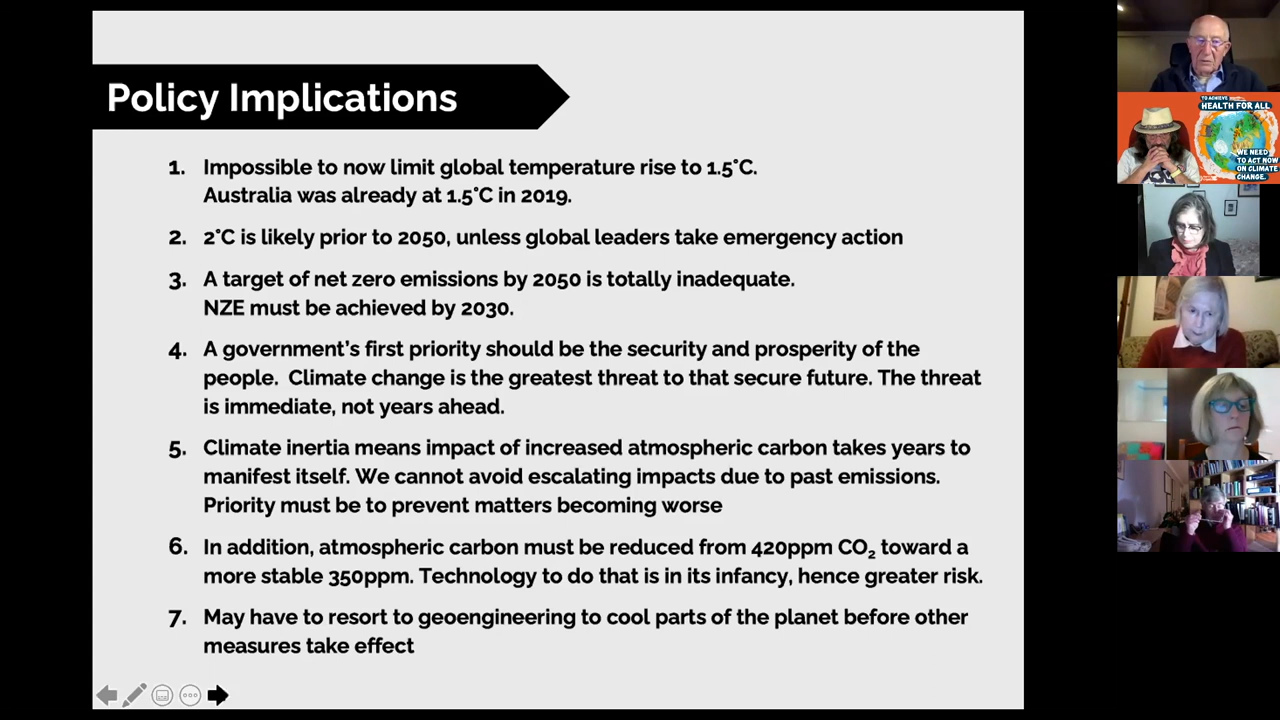 Policy Implications
1. Impossible to now limit global temperature rise to 1.5°C.
Australia was already at 1.5°C in 2019.
2. 2°C is likely prior to 2050, unless global leaders take emergency action
3. A target of net zero emissions by 2050 is totally inadequate.
NZE must be achieved by 2030.
4. A government's first priority should be the security and prosperity of the
people.  Climate change is the greatest threat to that secure future. The threat
is immediate, not years ahead.
5. Climate inertia means impact of increased atmospheric carbon takes years to
manifest itself. We cannot avoid escalating impacts due to past emissions.
Priority must be to prevent matters becoming worse
6. In addition, atmospheric carbon must be reduced from 420ppm CO₂ toward a
more stable 350ppm. Technology to do that is in its infancy, hence greater risk.
7. May have to resort to geoengineering to cool parts of the planet before other
measures take effect
TO ACHIEVE
HEALTH FOR ALL
WE NEED
TO ACT NOW
ON CLIMATE
CHANGE.